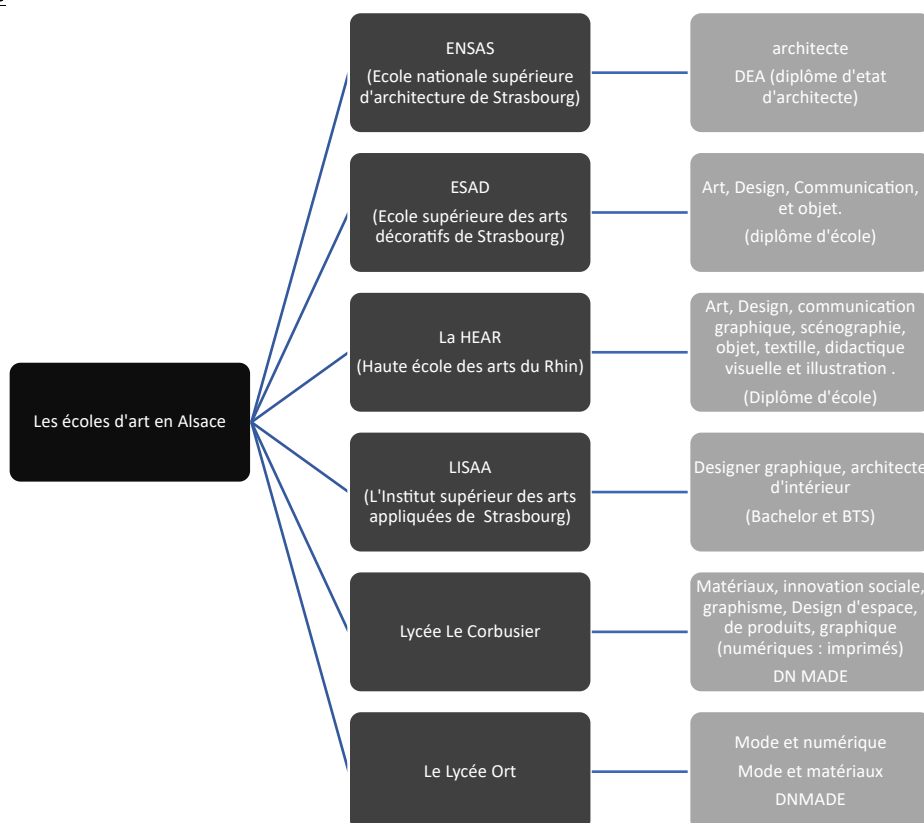 Les écoles d'art en Alsace
ENSAS
(Ecole nationale supérieure
d'architecture de Strasbourg)
architecte
DEA (diplôme d'etat
d'architecte)
ESAD
(Ecole supérieure des arts
décoratifs de Strasbourg)
Art, Design, Communication,
et objet.
(diplôme d'école)
La HEAR
(Haute école des arts du Rhin)
Art, Design, communication
graphique, scénographie,
objet, textille, didactique
visuelle et illustration .
(Diplôme d'école)
LISAA
(L'Institut supérieur des arts
appliquées de Strasbourg)
Designer graphique, architecte
d'intérieur
(Bachelor et BTS)
Lycée Le Corbusier
Matériaux, innovation sociale,
graphisme, Design d'espace,
de produits, graphique
(numériques : imprimés)
DN MADE
Le Lycée Ort
Mode et numérique
Mode et matériaux
DNMADE